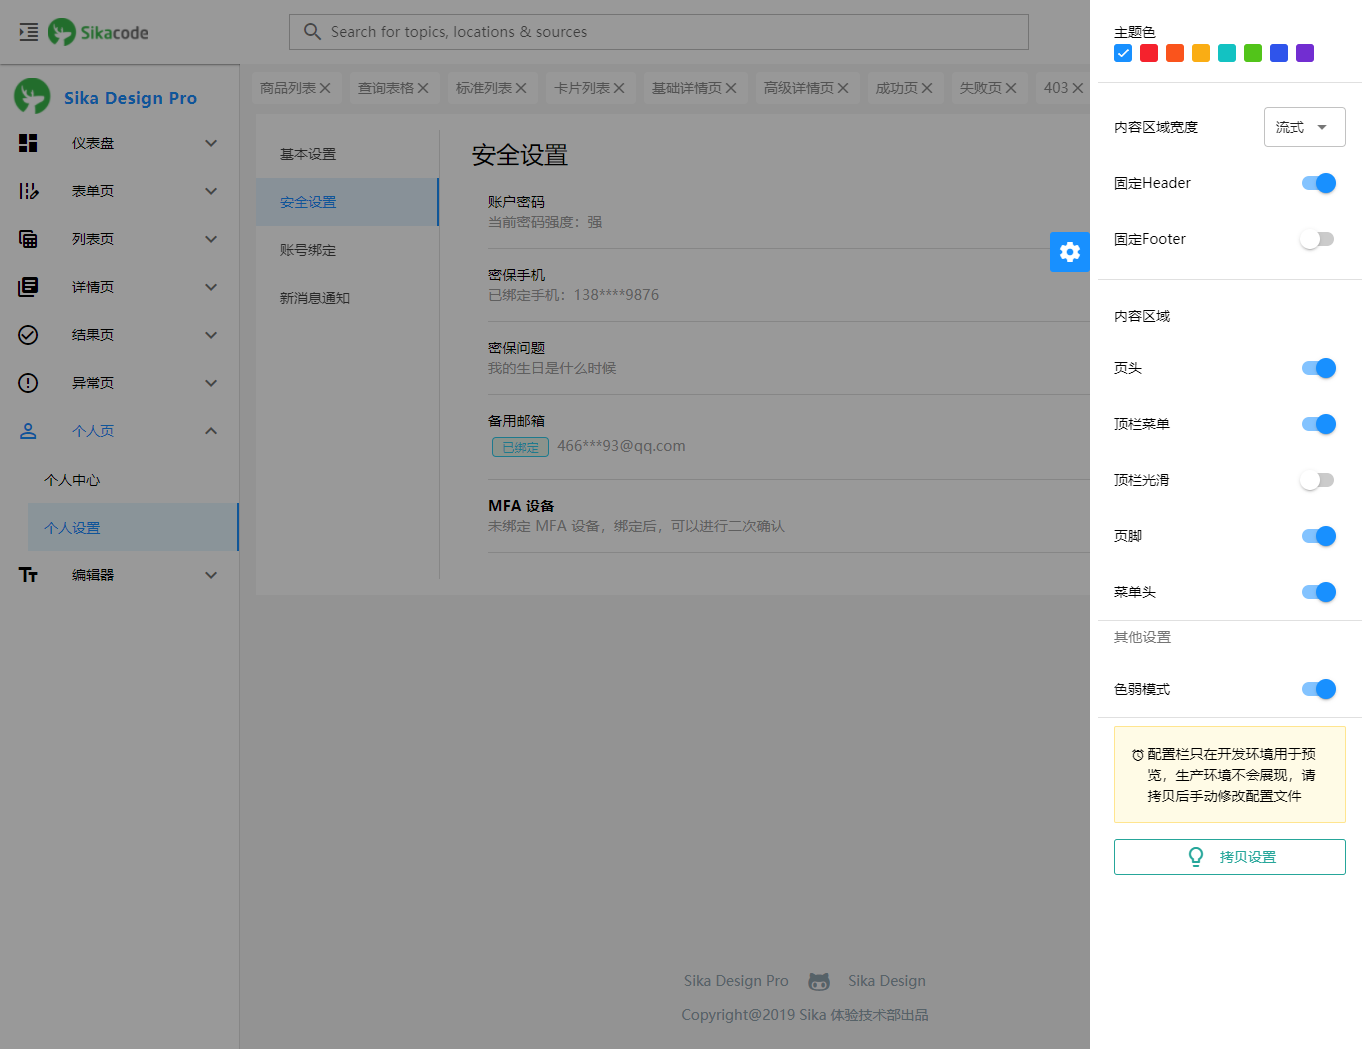 Sikacode
Search for topics, locations & sources
Sika Design Pro
仪表盘
表单页
列表页
详情页
结果页
异常页
个人页
个人中心
个人设置
编辑器
商品列表 查询表格 标准列表 卡片列表 基础详情页 高级详情页 成功页 失败页 403
基本设置
安全设置
账号绑定
新消息通知
安全设置
账户密码
当前密码强度：强
密保手机
已绑定手机：138****9876
密保问题
我的生日是什么时候
备用邮箱
已绑定 466***93@qq.com
MFA 设备
未绑定 MFA 设备，绑定后，可以进行二次确认
Sika Design Pro Sika Design
Copyright@2019 Sika 体验技术部出品
主题色
内容区域宽度 流式
固定Header
固定Footer
内容区域
页头
顶栏菜单
顶栏光滑
页脚
菜单头
其他设置
色弱模式
配置栏只在开发环境用于预
览，生产环境不会展现，请
拷贝后手动修改配置文件
拷贝设置